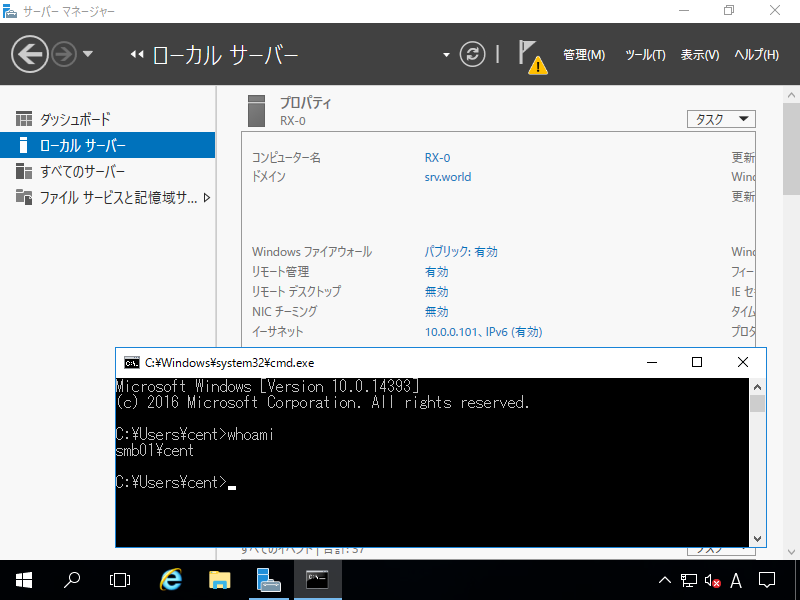 サーバー マネージャー
ローカル サーバー
管理(M) ツール(T) 表示(V) ヘルプ(H)
ダッシュボード
ローカル サーバー
すべてのサーバー
ファイル サービスと記憶域サ...
プロパティ
RX-0
タスク
コンピューター名 RX-0 更新
ドメイン srv.world Wind
更新
Windows ファイアウォール パブリック: 有効 Wind
リモート管理 有効 フィー
リモート デスクトップ 無効 IE セ
NIC チーミング 無効 タイム
イーサネット 10.0.0.101、IPv6 (有効) プロダ
C:¥Windows¥system32¥cmd.exe
Microsoft Windows [Version 10.0.14393]
(c) 2016 Microsoft Corporation. All rights reserved.
C:¥Users¥cent>whoami
smb01¥cent
C:¥Users¥cent>
すべてのイベント | 合計: 37
タスク
A